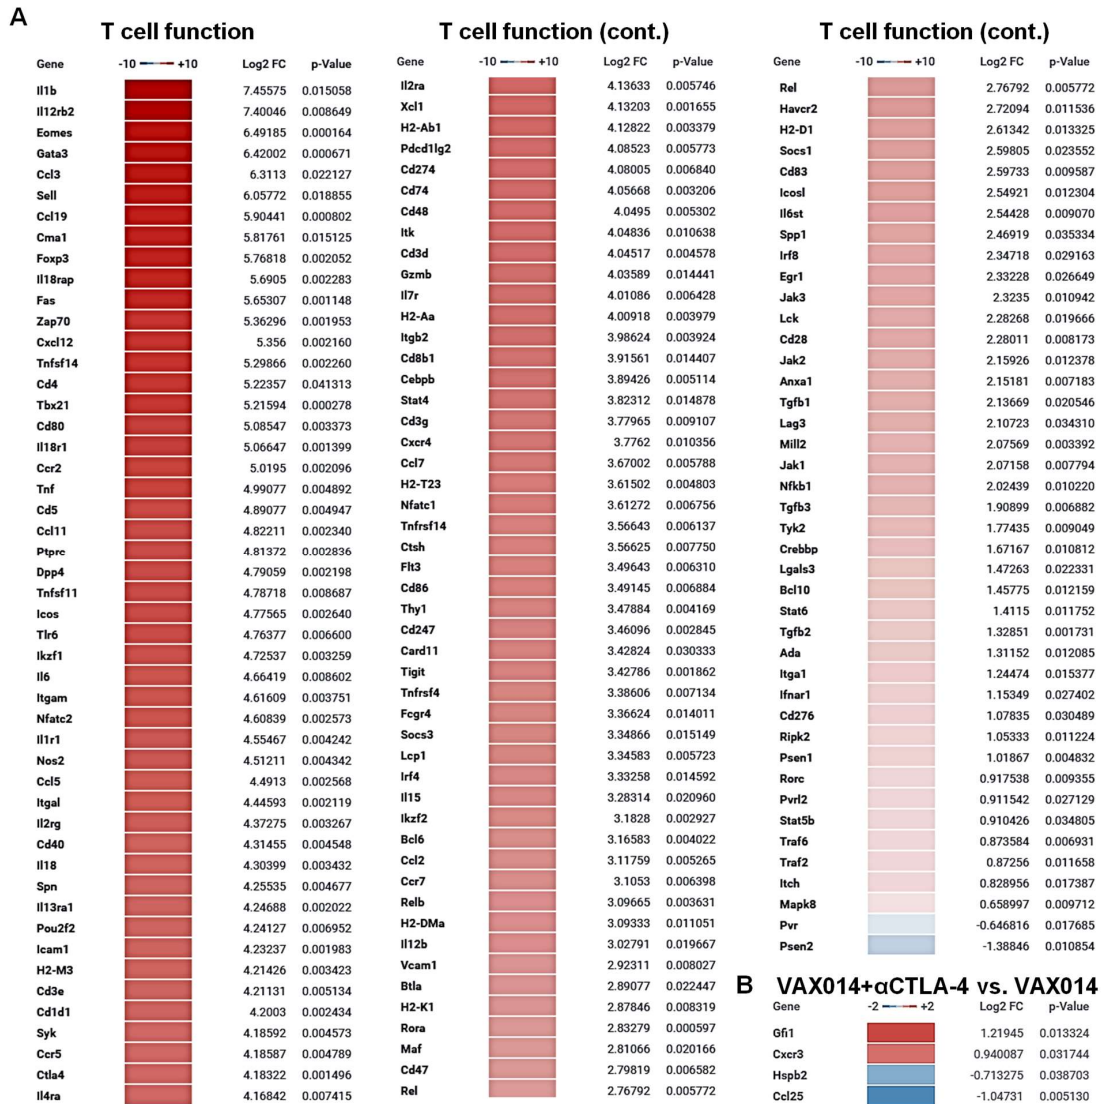 A
T cell function
Gene -10 +10 Log2 FC p-Value
Il1b 7.45575 0.015058
Il12rb2 7.40046 0.008649
Eomes 6.49185 0.000164
Gata3 6.42002 0.000671
Ccl3 6.3113 0.022127
Sell 6.05772 0.018855
Ccl19 5.90441 0.000802
Cma1 5.81761 0.015125
Foxp3 5.76818 0.002052
Il18rap 5.6905 0.002283
Fas 5.65307 0.001148
Zap70 5.36296 0.001953
Cxcl12 5.356 0.002160
Tnfsf14 5.29866 0.002260
Cd4 5.22357 0.041313
Tbx21 5.21594 0.000278
Cd80 5.08547 0.003373
Il18r1 5.06647 0.001399
Ccr2 5.0195 0.002096
Tnf 4.99077 0.004892
Cd5 4.89077 0.004947
Ccl11 4.82211 0.002340
Ptprc 4.81372 0.002836
Dpp4 4.79059 0.002198
Tnfsf11 4.78718 0.008687
Icos 4.77565 0.002640
Tlr6 4.76377 0.006600
Ikzf1 4.72537 0.003259
Il6 4.66419 0.008602
Itgam 4.61609 0.003751
Nfatc2 4.60839 0.002573
Il1r1 4.55467 0.004242
Nos2 4.51211 0.004342
Ccl5 4.4913 0.002568
Itgal 4.44593 0.002119
Il2rg 4.37275 0.003267
Cd40 4.31455 0.004548
Il18 4.30399 0.003432
Spn 4.25535 0.004677
Il13ra1 4.24688 0.002022
Pou2f2 4.24127 0.006952
Icam1 4.23237 0.001983
H2-M3 4.21426 0.003423
Cd3e 4.21131 0.005134
Cd1d1 4.2003 0.002434
Syk 4.18592 0.004573
Ccr5 4.18587 0.004789
Ctla4 4.18322 0.001496
Il4ra 4.16842 0.007415
T cell function (cont.)
Gene -10 +10 Log2 FC p-Value
Il2ra 4.13633 0.005746
Xcl1 4.13203 0.001655
H2-Ab1 4.12822 0.003379
Pdcd1lg2 4.08523 0.005773
Cd274 4.08005 0.006840
Cd74 4.05668 0.003206
Cd48 4.0495 0.005302
Itk 4.04836 0.010638
Cd3d 4.04517 0.004578
Gzmb 4.03589 0.014441
Il7r 4.01086 0.006428
H2-Aa 4.00918 0.003979
Itgb2 3.98624 0.003924
Cd8b1 3.91561 0.014407
Cebpb 3.89426 0.005114
Stat4 3.82312 0.014878
Cd3g 3.77965 0.009107
Cxcr4 3.7762 0.010356
Ccl7 3.67002 0.005788
H2-T23 3.61502 0.004803
Nfatc1 3.61272 0.006756
Tnfrsf14 3.56643 0.006137
Ctsh 3.56625 0.007750
Flt3 3.49643 0.006310
Cd86 3.49145 0.006884
Thy1 3.47884 0.004169
Cd247 3.46096 0.002845
Card11 3.42824 0.030333
Tigit 3.42786 0.001862
Tnfrsf4 3.38606 0.007134
Fcgr4 3.36624 0.014011
Socs3 3.34866 0.015149
Lcp1 3.34583 0.005723
Irf4 3.33258 0.014592
Il15 3.28314 0.020960
Ikzf2 3.1828 0.002927
Bcl6 3.16583 0.004022
Ccl2 3.11759 0.005265
Ccr7 3.1053 0.006398
Relb 3.09665 0.003631
H2-DMa 3.09333 0.011051
Il12b 3.02791 0.019667
Vcam1 2.92311 0.008027
Btla 2.89077 0.022447
H2-K1 2.87846 0.008319
Rora 2.83279 0.000597
Maf 2.81066 0.020166
Cd47 2.79819 0.006582
Rel 2.76792 0.005772
T cell function (cont.)
Gene -10 +10 Log2 FC p-Value
Rel 2.76792 0.005772
Havcr2 2.72094 0.011536
H2-D1 2.61342 0.013325
Socs1 2.59805 0.023552
Cd83 2.59733 0.009587
Icosl 2.54921 0.012304
Il6st 2.54428 0.009070
Spp1 2.46919 0.035334
Irf8 2.34718 0.029163
Egr1 2.33228 0.026649
Jak3 2.3235 0.010942
Lck 2.28268 0.019666
Cd28 2.28011 0.008173
Jak2 2.15926 0.012378
Anxa1 2.15181 0.007183
Tgfb1 2.13669 0.020546
Lag3 2.10723 0.034310
Mill2 2.07569 0.003392
Jak1 2.07158 0.007794
Nfkb1 2.02439 0.010220
Tgfb3 1.90899 0.006882
Tyk2 1.77435 0.009049
Crebbp 1.67167 0.010812
Lgals3 1.47263 0.022331
Bcl10 1.45775 0.012159
Stat6 1.4115 0.011752
Tgfb2 1.32851 0.001731
Ada 1.31152 0.012085
Itga1 1.24474 0.015377
Ifnar1 1.15349 0.027402
Cd276 1.07835 0.030489
Ripk2 1.05333 0.011224
Psen1 1.01867 0.004832
Rorc 0.917538 0.009355
Pvrl2 0.911542 0.027129
Stat5b 0.910426 0.034805
Traf6 0.873584 0.006931
Traf2 0.87256 0.011658
Itch 0.828956 0.017387
Mapk8 0.658997 0.009712
Pvr -0.646816 0.017685
Psen2 -1.38846 0.010854
B VAX014+αCTLA-4 vs. VAX014
Gene -2 +2 Log2 FC p-Value
Gfi1 1.21945 0.013324
Cxcr3 0.940087 0.031744
Hspb2 -0.713275 0.038703
Ccl25 -1.04731 0.005130